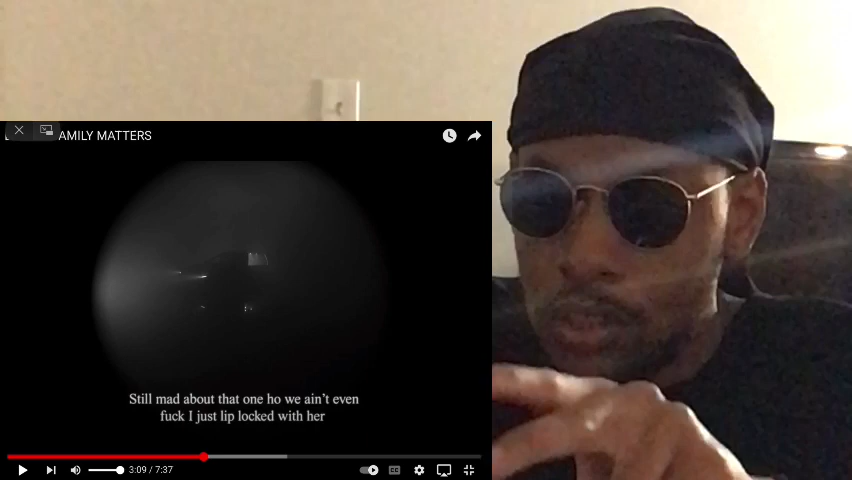 AMILY MATTERS
Still mad about that one ho we ain't even
fuck I just lip locked with her
3:09 / 7:37